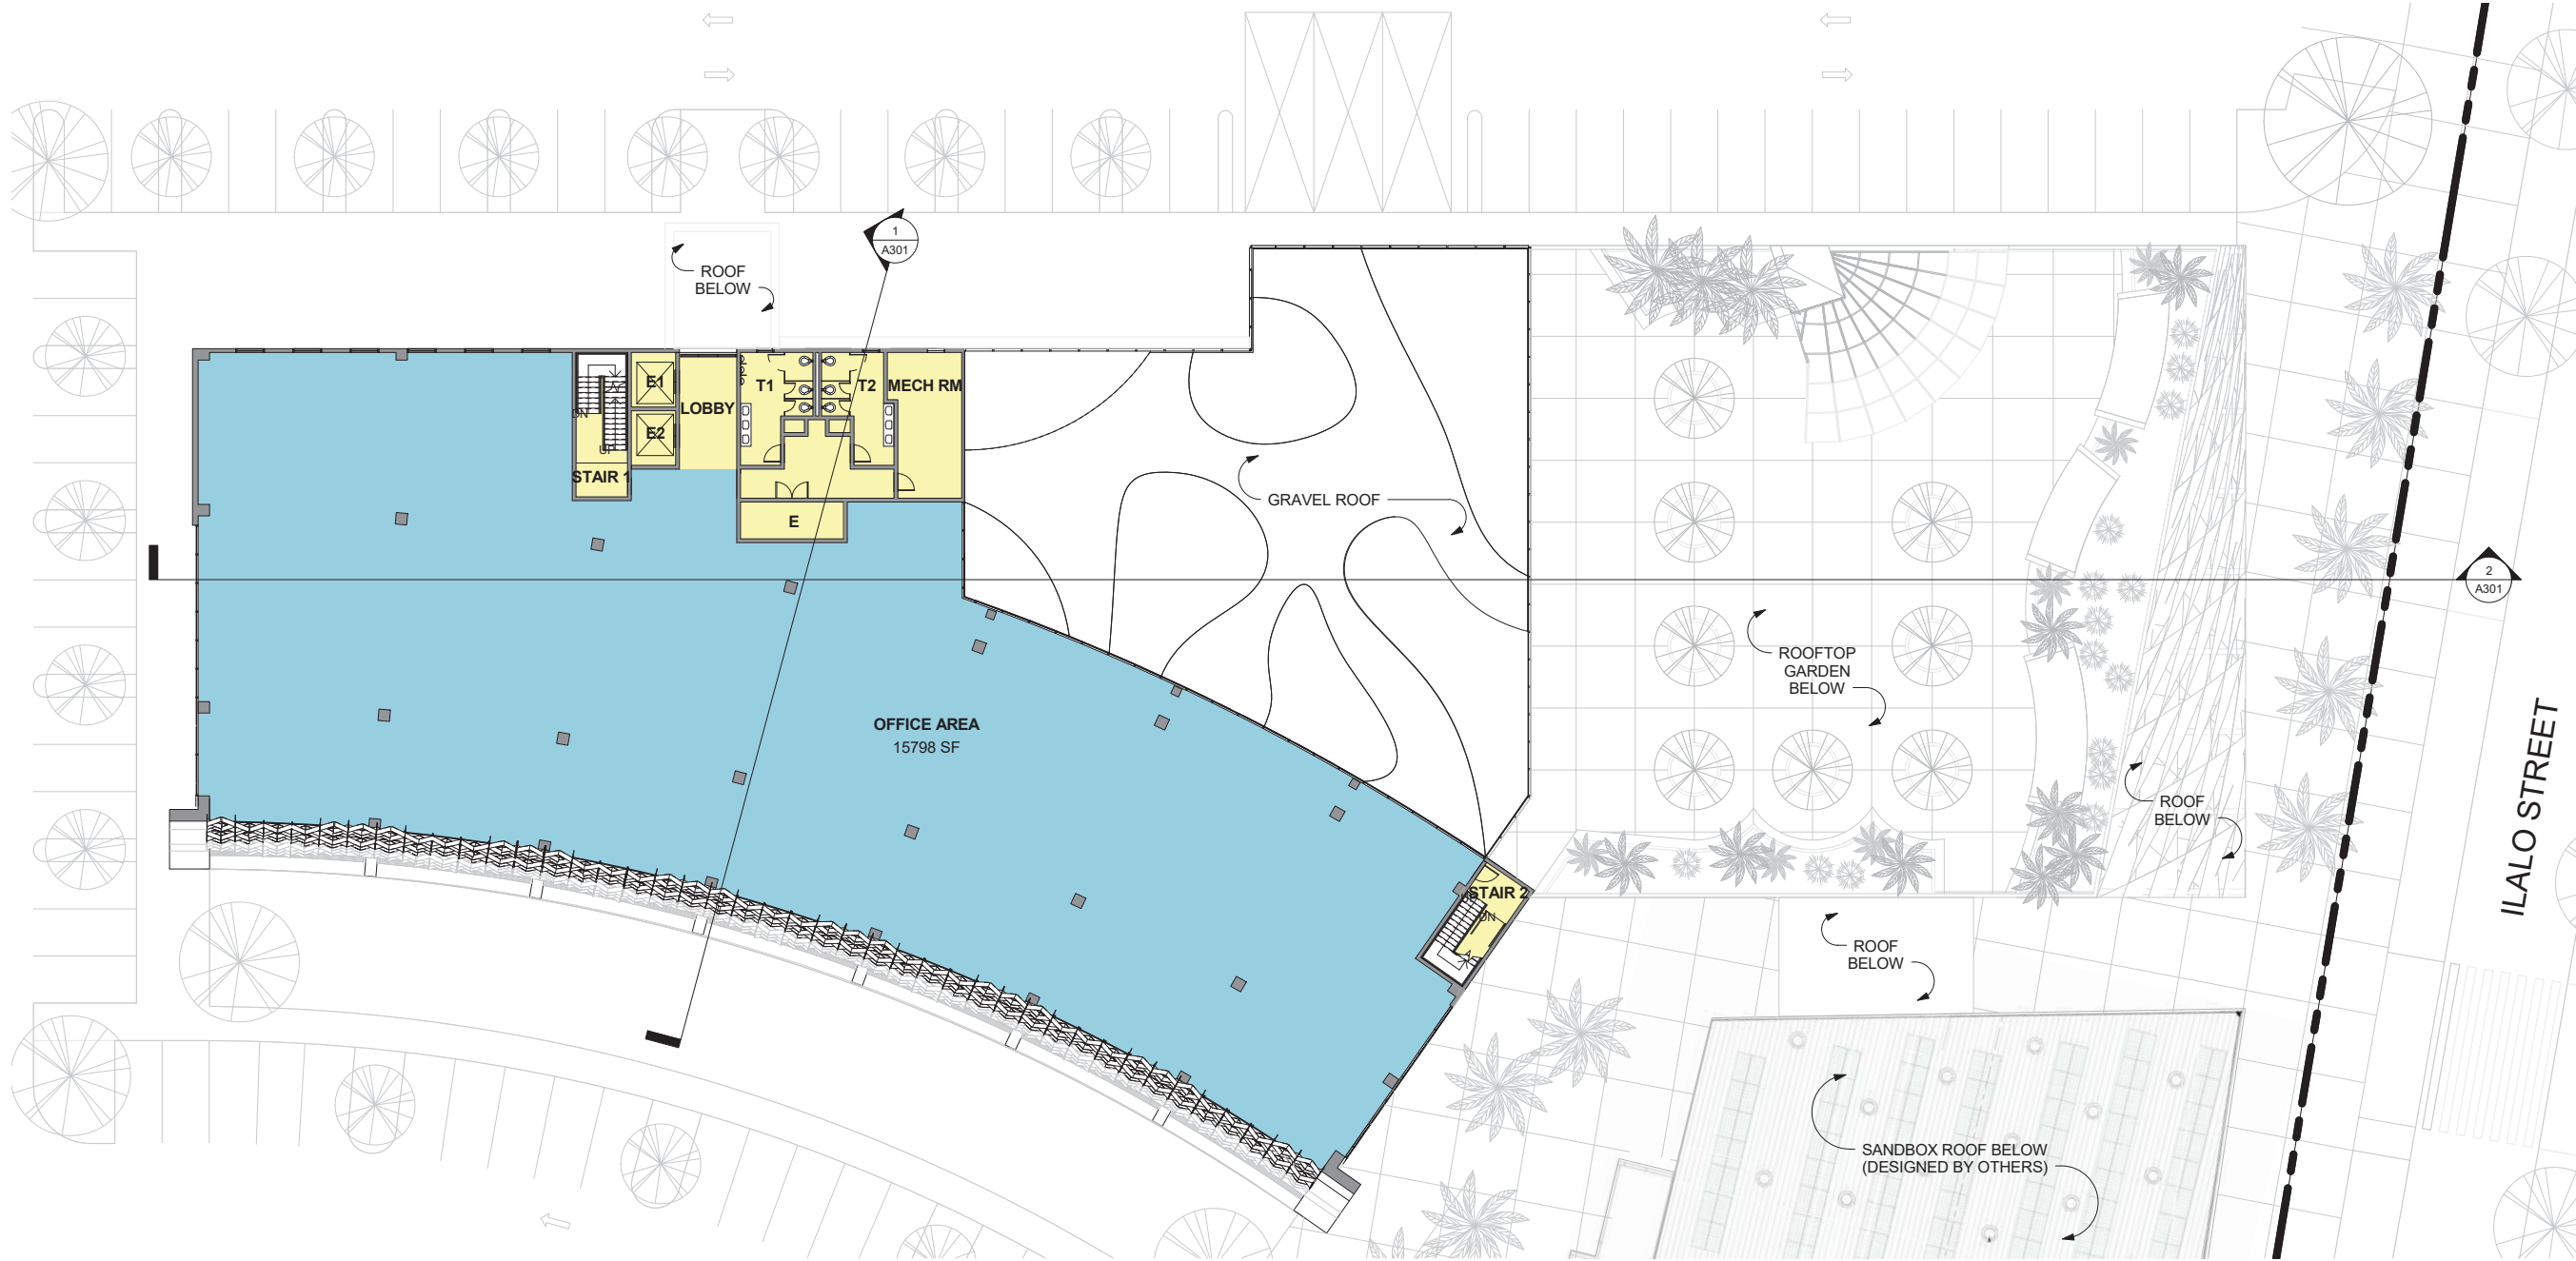 1
A301
ROOF
BELOW
E1
T1
T2
MECH RM
LOBBY
DN
E2
UP
STAIR 1
E
GRAVEL ROOF
2
A301
ROOFTOP
GARDEN
BELOW
OFFICE AREA
15798 SF
ROOF
BELOW
ILALO STREET
STAIR 2
DN
ROOF
BELOW
SANDBOX ROOF BELOW
(DESIGNED BY OTHERS)